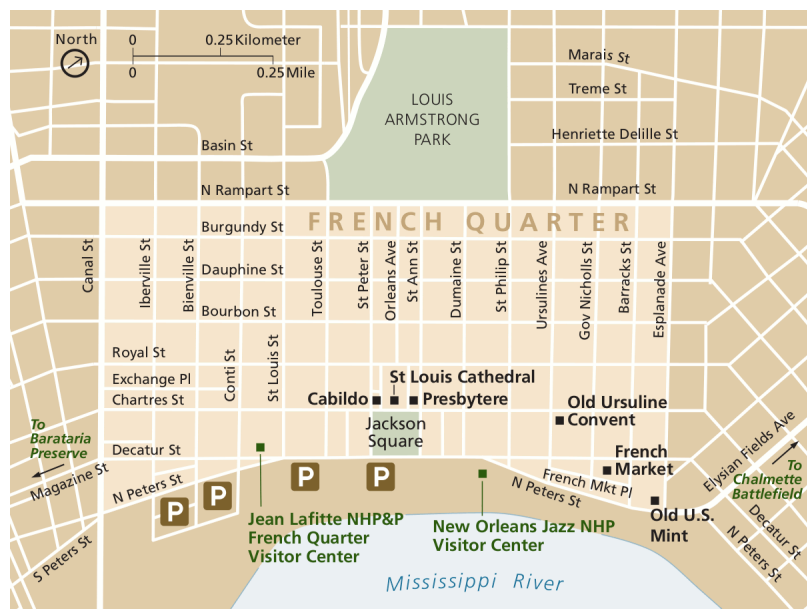 North
0 0.25 Kilometer
0 0.25 Mile
LOUIS
ARMSTRONG
PARK
Marais St
Treme St
Henriette Delille St
Basin St
N Rampart St
N Rampart St
FRENCH QUARTER
Burgundy St
Dauphine St
Bourbon St
Canal St
Iberville St
Bienville St
Toulouse St
St Peter St
Orleans Ave
St Ann St
Dumaine St
St Philip St
Ursulines Ave
Gov Nicholls St
Barracks St
Esplanade Ave
Royal St
Exchange Pl
Chartres St
Conti St
St Louis St
St Louis Cathedral
Cabildo
Presbytere
Jackson
Square
Old Ursuline
Convent
French
Market
Old U.S.
Mint
Decatur St
To
Barataria
Preserve
Magazine St
N Peters St
S Peters St
P
P
P
P
Jean Lafitte NHP&P
French Quarter
Visitor Center
New Orleans Jazz NHP
Visitor Center
French Mkt Pl
N Peters St
Elysian Fields Ave
To
Chalmette
Battlefield
Decatur St
N Peters St
Mississippi River